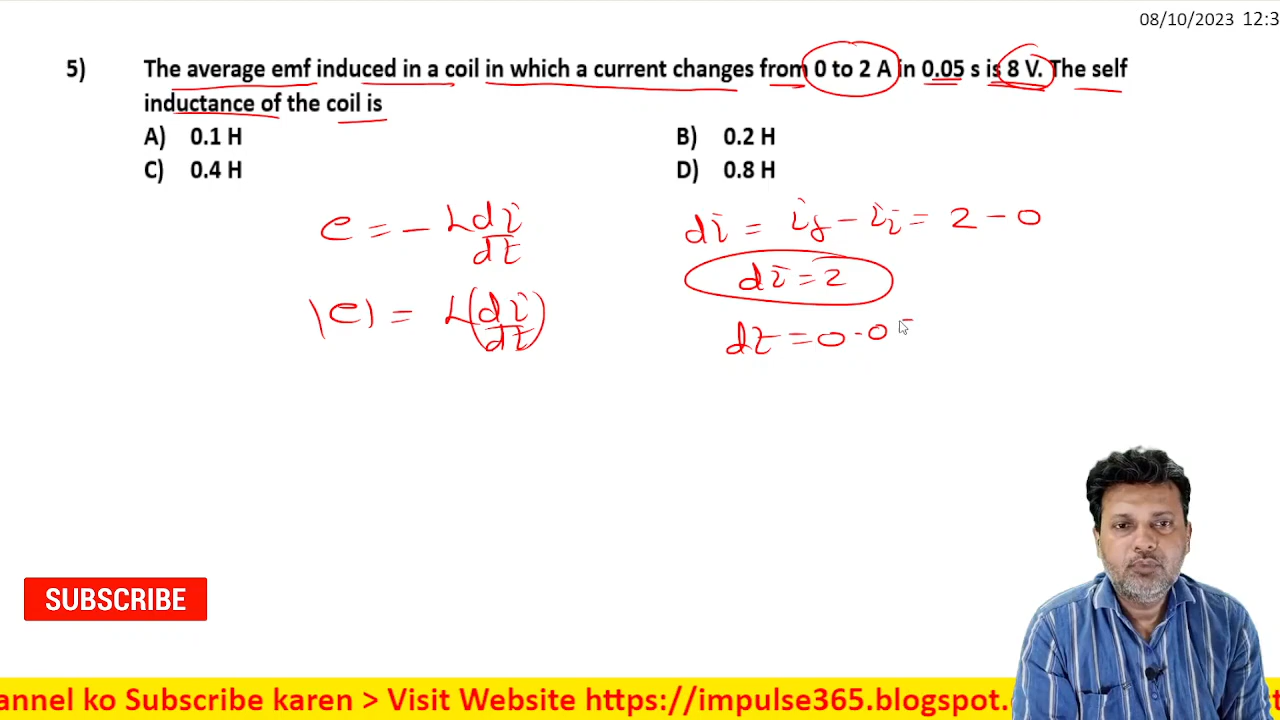 08/10/2023 12:3
5) The average emf induced in a coil in which a current changes from 0 to 2 A in 0.05 s is 8 V. The self
inductance of the coil is
A) 0.1 H B) 0.2 H
C) 0.4 H D) 0.8 H
e = - L di/dt
di = if - ii = 2 - 0
di = 2
|e| = L(di/dt)
dt = 0.0
SUBSCRIBE
annel ko Subscribe karen > Visit Website https://impulse365.blogspot.